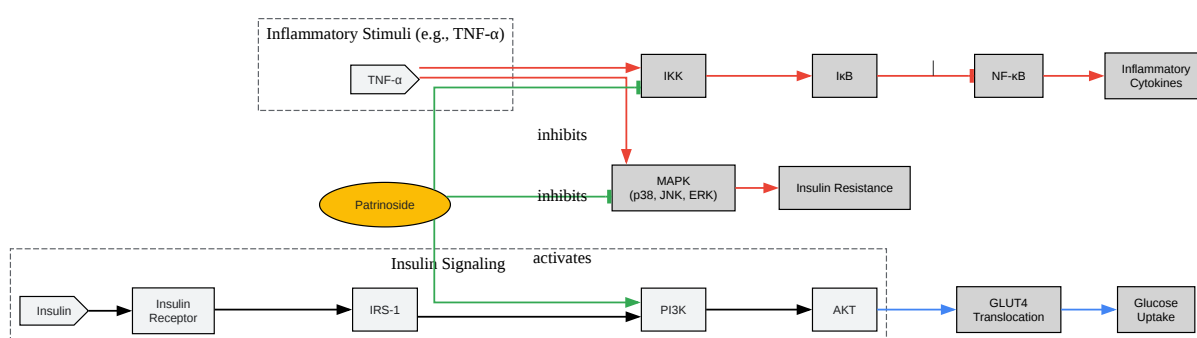 Inflammatory Stimuli (e.g., TNF-α)
TNF-α
IKK
IκB
NF-κB
Inflammatory
Cytokines
inhibits
MAPK
(p38, JNK, ERK)
Insulin Resistance
inhibits
Patrinoside
activates
Insulin Signaling
Insulin
Insulin
Receptor
IRS-1
PI3K
AKT
GLUT4
Translocation
Glucose
Uptake